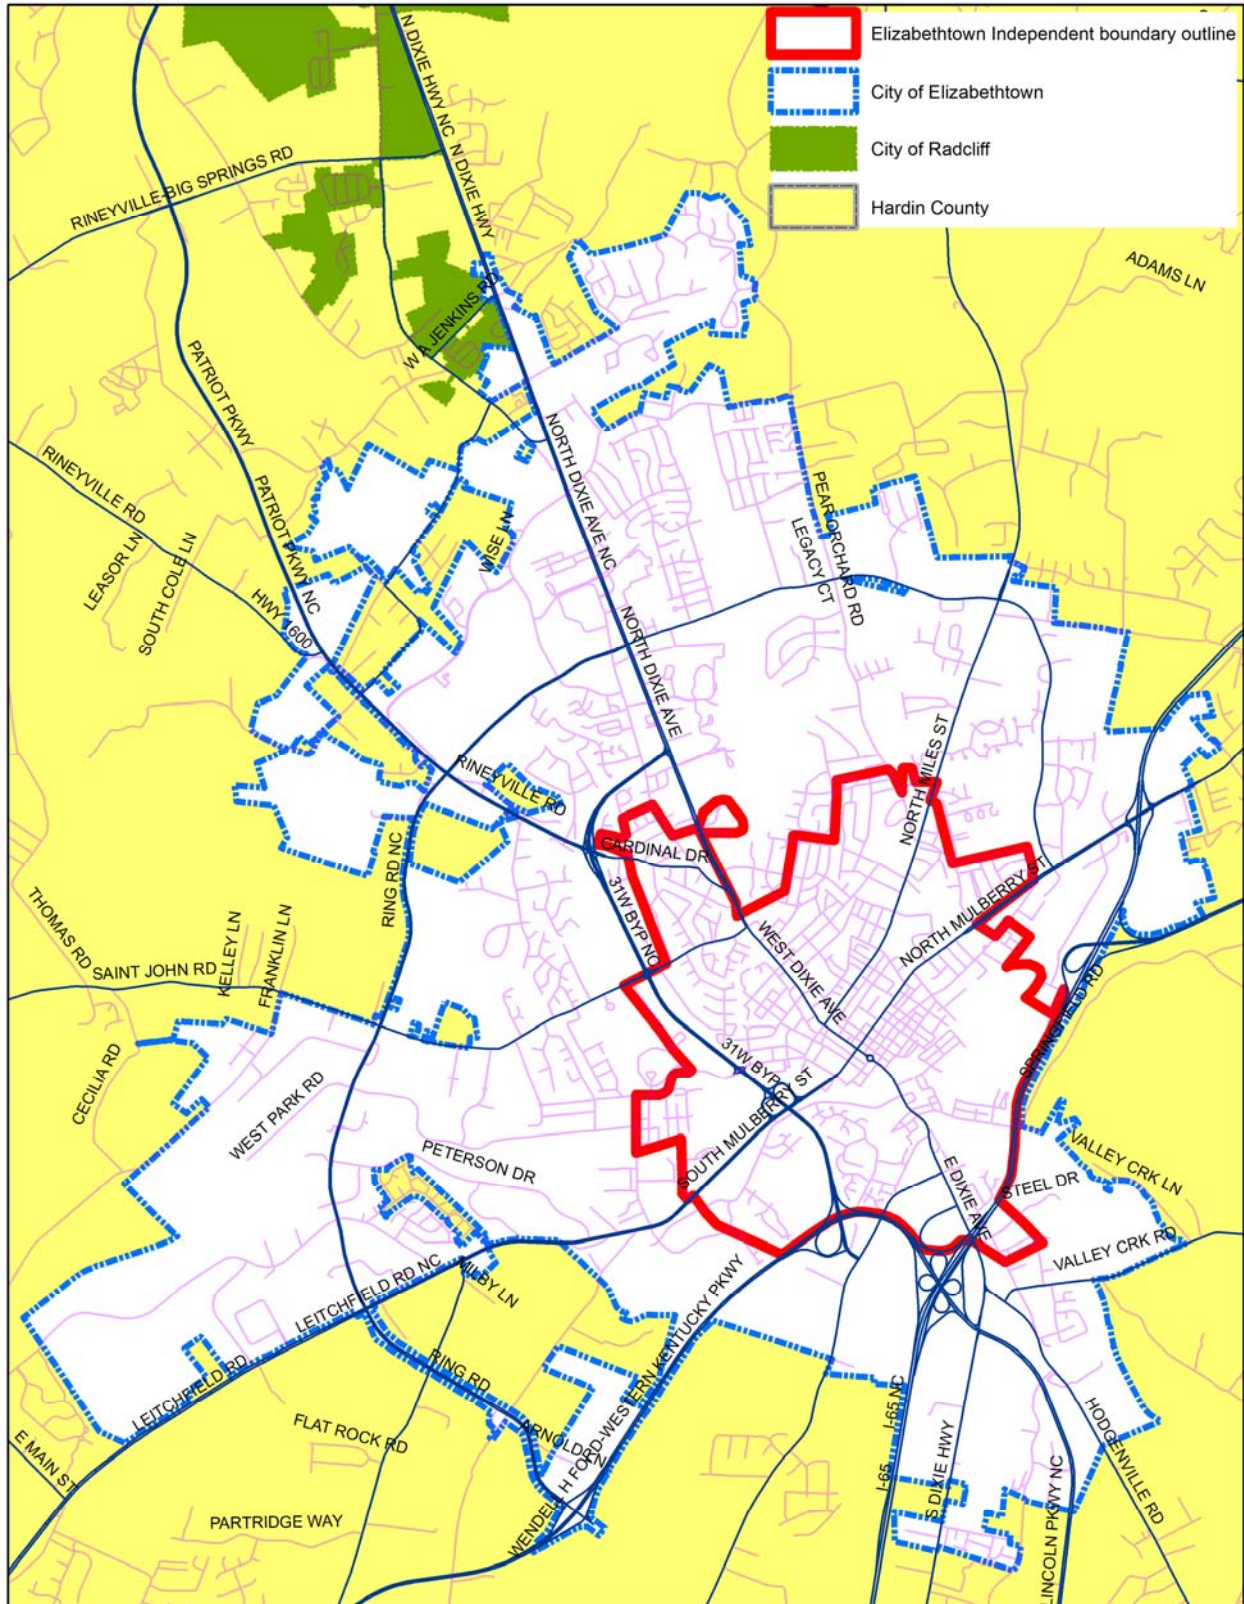 Elizabethtown Independent boundary outline
City of Elizabethtown
City of Radcliff
Hardin County
N DIXIE HWY NC
N DIXIE HWY
RINEYVILLE-BIG SPRINGS RD
ADAMS LN
W A JENKINS RD
PATRIOT PKWY
NORTH DIXIE AVE NC
RINEYVILLE RD
PATRIOT PKWY NC
PEAR ORCHARD RD
LEGACY CT
WISE LN
LEASOR LN
SOUTH COLE LN
HWY 1600
NORTH DIXIE AVE
RINEYVILLE RD
NORTH MILES ST
CARDINAL DR
RING RD NC
31W BYP NC
NORTH MULBERRY ST
THOMAS RD
KELLEY LN
FRANKLIN LN
SAINT JOHN RD
WEST DIXIE AVE
SPRINGFIELD RD
CECILIA RD
WEST PARK RD
31W BYP
SOUTH MULBERRY ST
PETERSON DR
VALLEY CRK LN
E DIXIE AVE
STEEL DR
VALLEY CRK RD
MILBY LN
LEITCHFIELD RD NC
LEITCHFIELD RD
RING RD
WENDELL H FORD-WESTERN KENTUCKY PKWY
ARNOLD LN
FLAT ROCK RD
E MAIN ST
PARTRIDGE WAY
I-65 NC
I-65
S DIXIE HWY
HODGENVILLE RD
LINCOLN PKWY NC